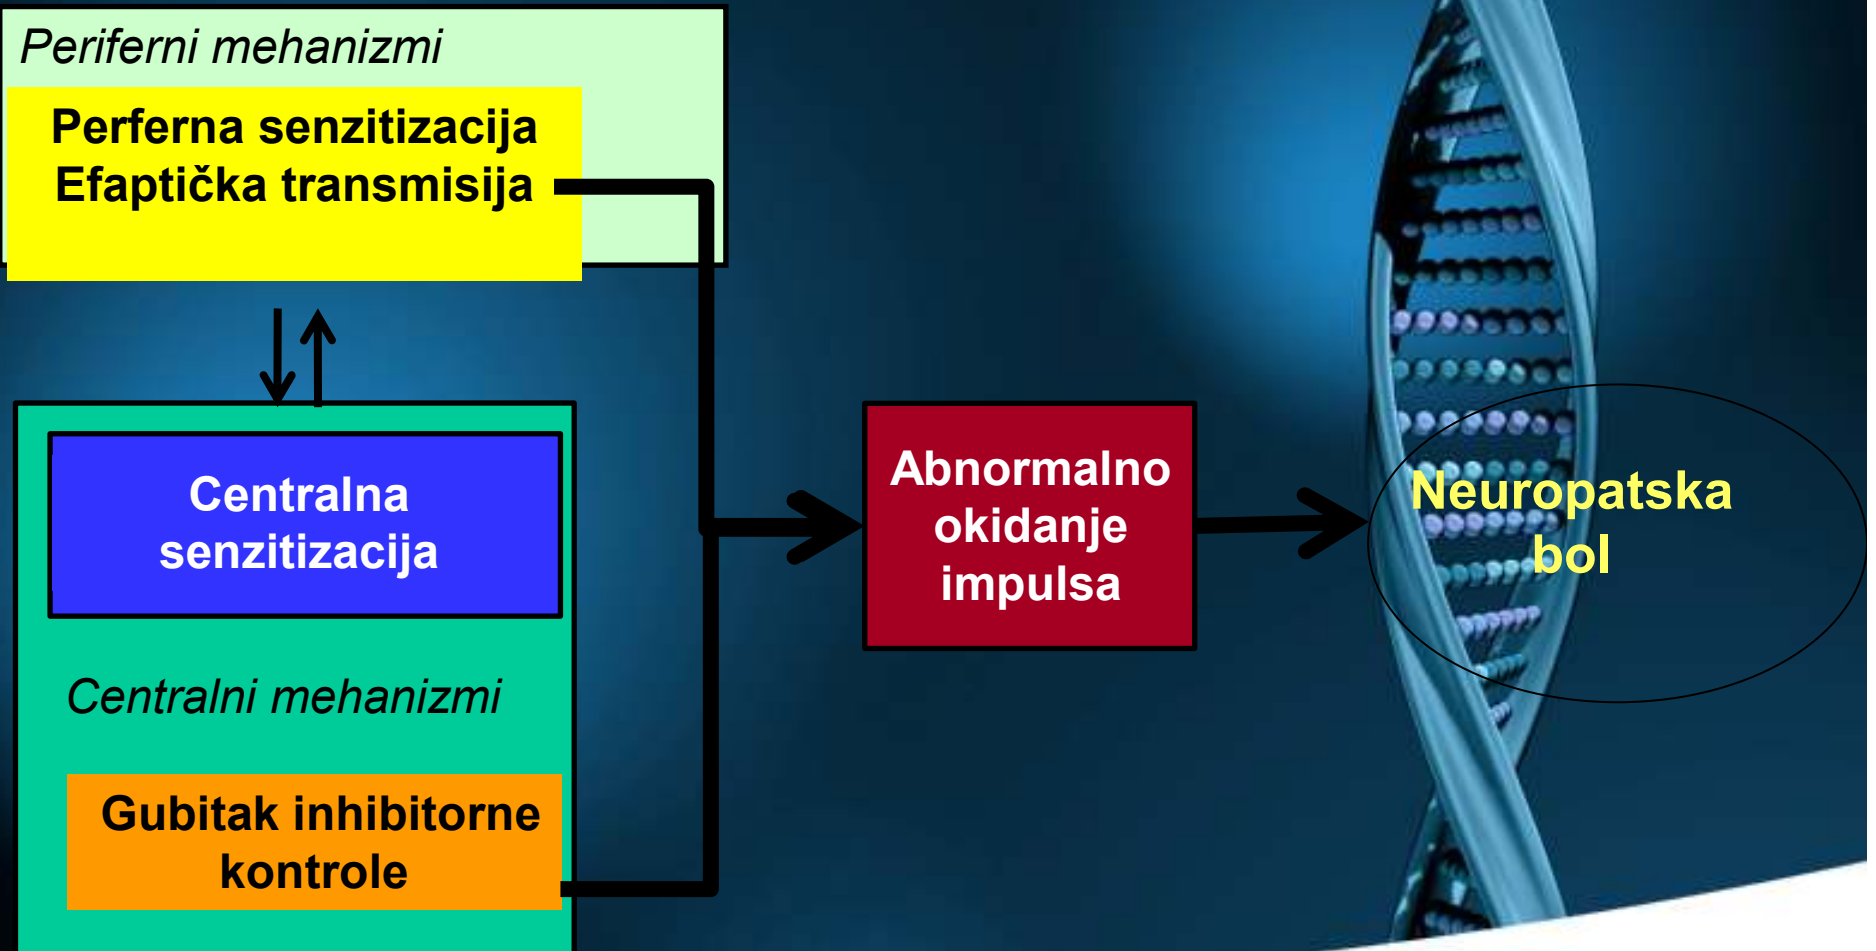 Periferni mehanizmi
Perferna senzitizacija
Efaptička transmisija
Centralna
senzitizacija
Centralni mehanizmi
Gubitak inhibitorne
kontrole
Abnormalno
okidanje
impulsa
Neuropatska
bol